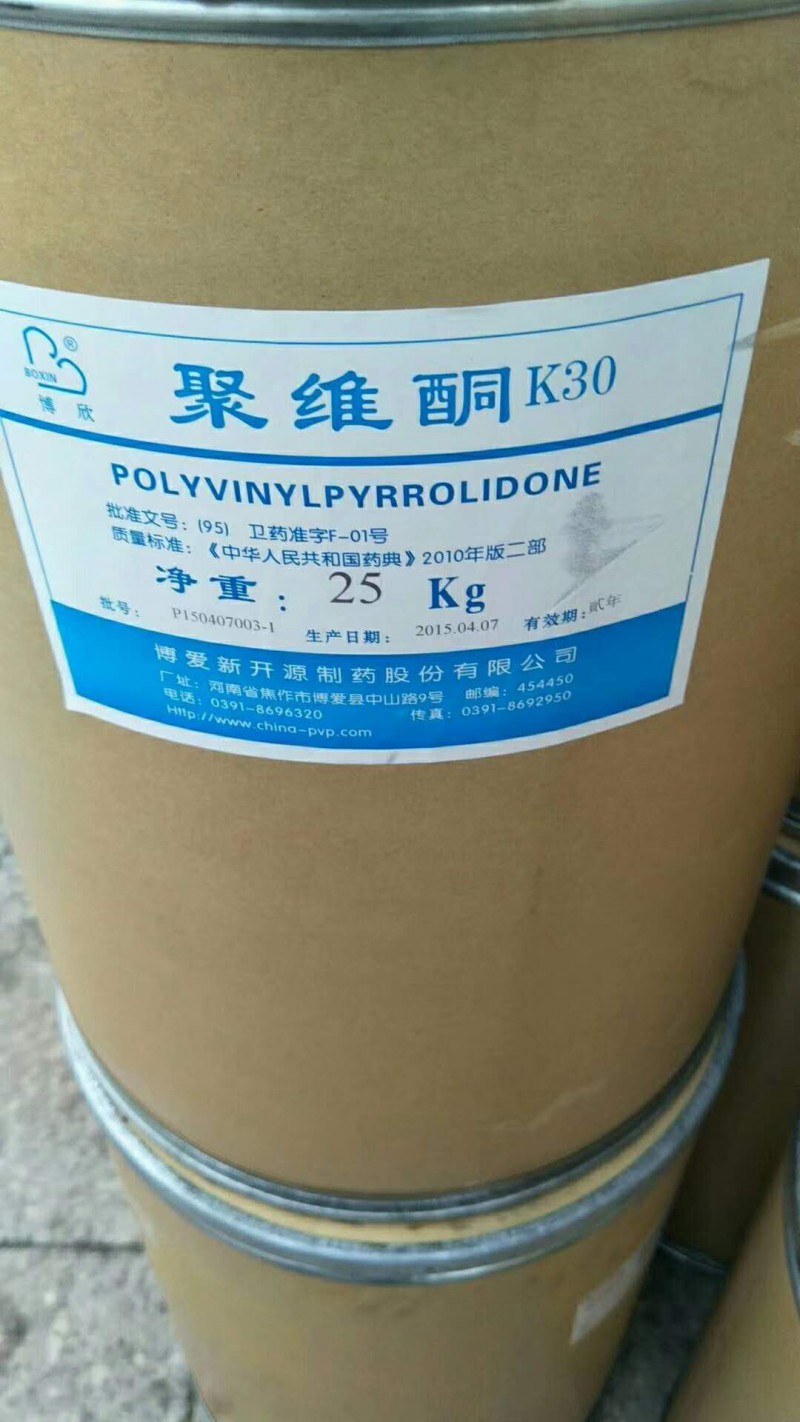 BOXIN
®
博欣
聚维酮K30
POLYVINYLPYRROLIDONE
批准文号：(95) 卫药准字F-01号
质量标准：《中华人民共和国药典》2010年版二部
净重：25 Kg
批号：P150407003-1 生产日期：2015.04.07 有效期：贰年
博爱新开源制药股份有限公司
厂址：河南省焦作市博爱县中山路9号 邮编：454450
电话：0391-8696320 传真：0391-8692950
Http://www.china-pvp.com